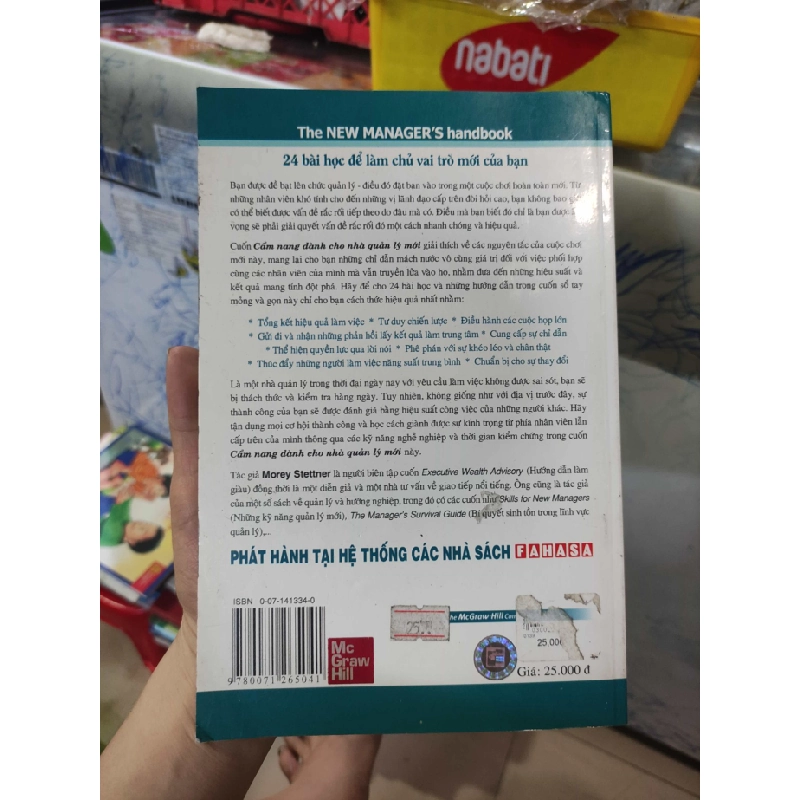 nabati
The NEW MANAGER'S handbook
24 bài học để làm chủ vai trò mới của bạn
Bạn được đề bạt lên chức quản lý - điều đó đặt bạn vào trong một cuộc chơi hoàn toàn mới. Từ
những nhân viên khó tính cho đến những vị lãnh đạo cấp trên đòi hỏi cao, bạn không bao giờ
có thể biết được vấn đề rắc rối tiếp theo do đâu mà có. Điều mà bạn biết đó chỉ là bạn được
vọng sẽ phải giải quyết vấn đề rắc rối đó một cách nhanh chóng và hiệu quả.
Cuốn Cẩm nang dành cho nhà quản lý mới giải thích về các nguyên tắc của cuộc chơi
mới này, mang lại cho bạn những chỉ dẫn mách nước vô cùng giá trị đối với việc phối hợp
cùng các nhân viên của mình mà vẫn truyền lửa vào họ, nhằm đưa đến những hiệu suất và
kết quả mang tính đột phá. Hãy để cho 24 bài học và những hướng dẫn trong cuốn sổ tay
mỏng và gọn này chỉ cho bạn cách thức hiệu quả nhất nhằm:
* Tổng kết hiệu quả làm việc * Tư duy chiến lược * Điều hành các cuộc họp lớn
* Gửi đi và nhận những phản hồi lấy kết quả làm trung tâm * Cung cấp sự chỉ dẫn
* Thể hiện quyền lực qua lời nói * Phê phán với sự khéo léo và chân thật
* Thúc đẩy những người làm việc năng suất trung bình * Chuẩn bị cho sự thay đổi
Là một nhà quản lý trong thời đại ngày nay với yêu cầu làm việc không được sai sót, bạn sẽ
bị thách thức và kiểm tra hàng ngày. Tuy nhiên, không giống như với địa vị trước đây, sự
thành công của bạn sẽ được đánh giá bằng hiệu suất công việc của những người khác. Hãy
tận dụng mọi cơ hội thành công và học cách giành được sự kính trọng từ phía nhân viên lẫn
cấp trên của mình thông qua các kỹ năng nghề nghiệp và thời gian kiểm chứng trong cuốn
Cẩm nang dành cho nhà quản lý mới này.
Tác giả Morey Stettner là người biên tập cuốn Executive Wealth Advisory (Hướng dẫn làm
giàu) đồng thời là một diễn giả và một nhà tư vấn về giao tiếp nổi tiếng. Ông cũng là tác giả
của một số sách về quản lý và hướng nghiệp, trong đó có các cuốn như Skills for New Managers
(Những kỹ năng quản lý mới), The Manager's Survival Guide (Bí quyết sinh tồn trong lĩnh vực
quản lý),...
PHÁT HÀNH TẠI HỆ THỐNG CÁC NHÀ SÁCH FAHASA
ISBN 0-07-141334-0
The McGraw Hill
25.000
Mc
Graw
Hill
9 780071 265041
Giá: 25.000 đ